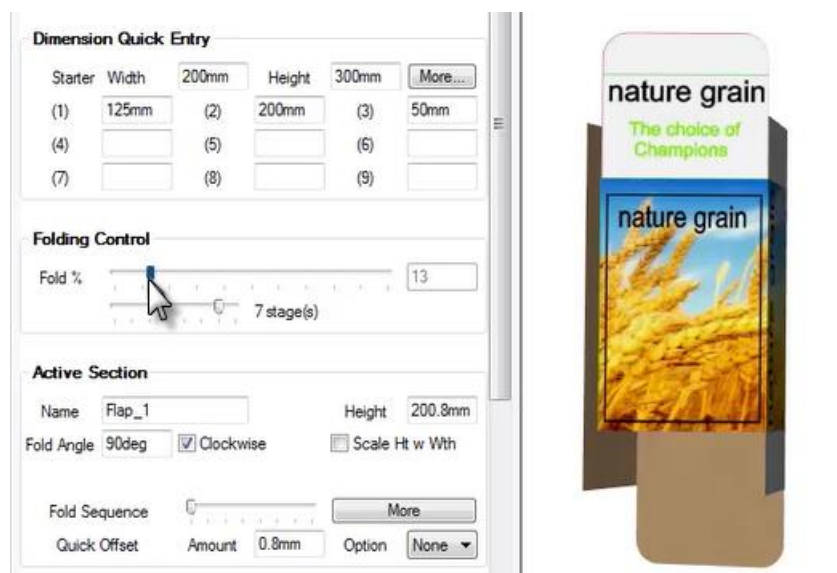 Dimension Quick Entry
Starter Width 200mm Height 300mm More...
(1) 125mm (2) 200mm (3) 50mm
(4) (5) (6)
(7) (8) (9)
Folding Control
Fold % 13
7 stage(s)
Active Section
Name Flap_1 Height 200.8mm
Fold Angle 90deg Clockwise Scale Ht w Wth
Fold Sequence More
Quick Offset Amount 0.8mm Option None
nature grain
The choice of
Champions
nature grain